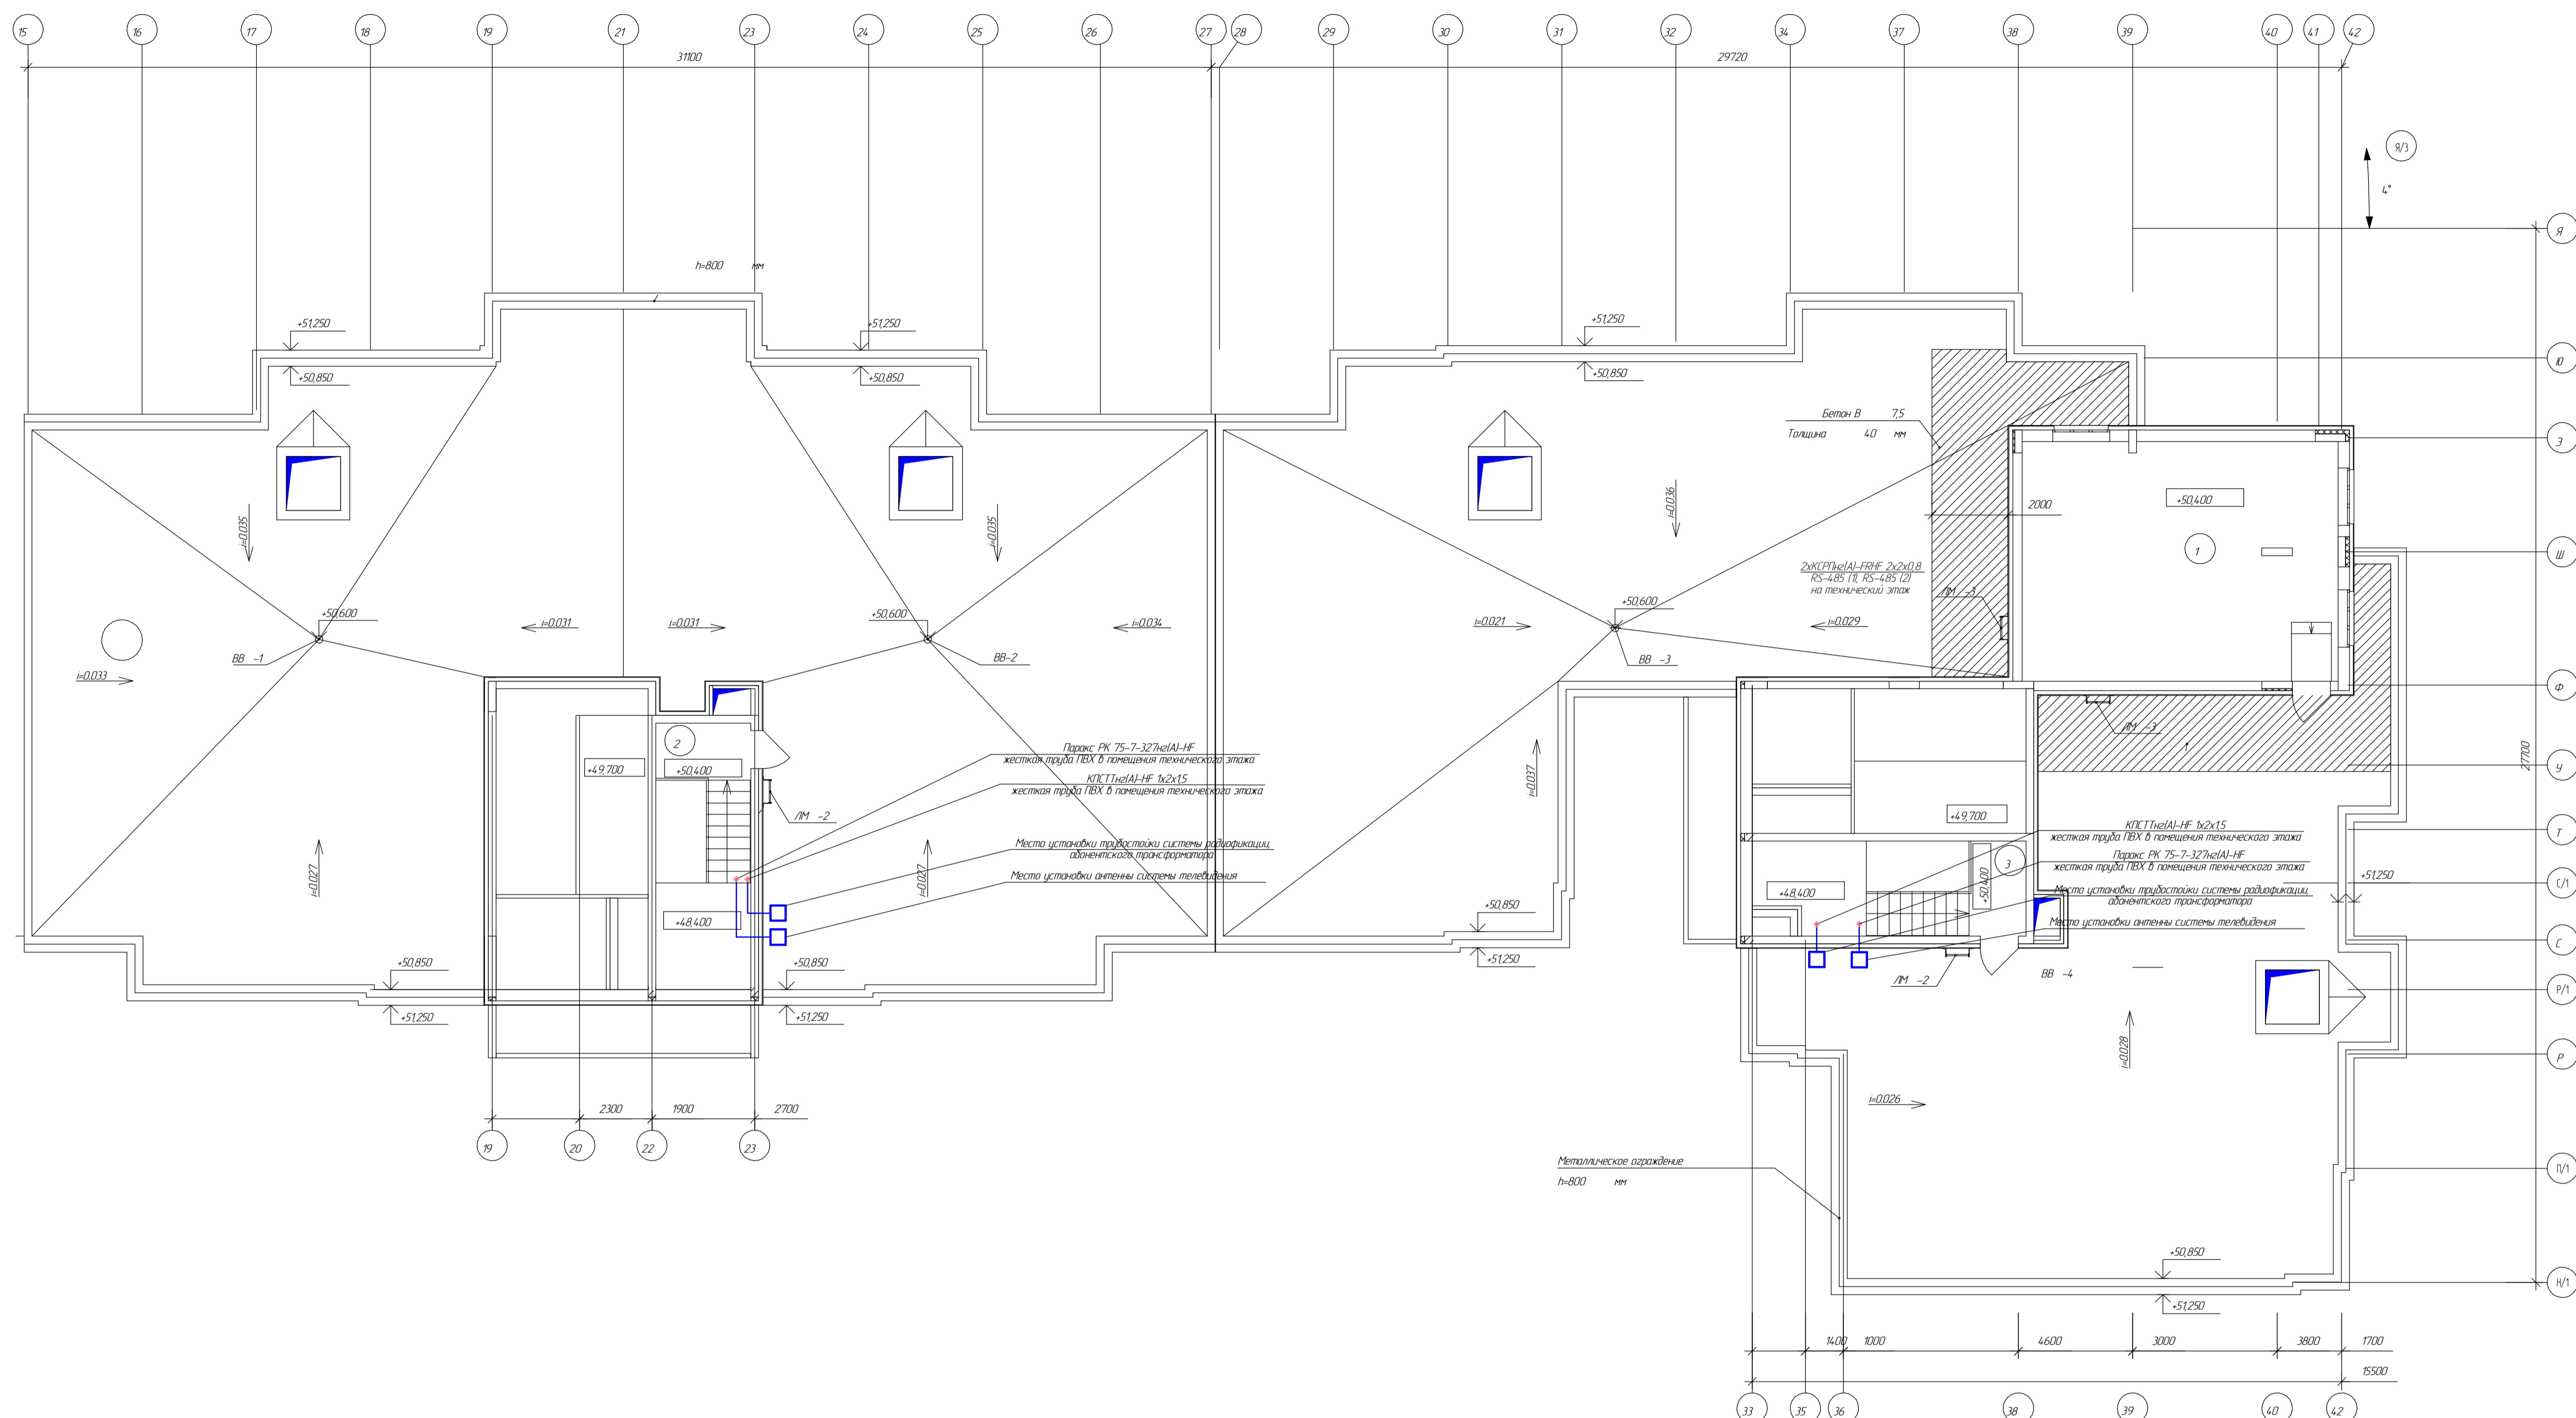 15 16 17 18 19 21 23 24 25 26 27 28 29 30 31 32 34 37 38 39 40 41 42
31100
29720
Я/3
4°
Я
h=800 мм
+51,250
+51,250
+51,250
Ю
+50,850
+50,850
+50,850
Бетон В 7,5
Толщина 40 мм
З
+50,400
2000
i=0.035
i=0.035
i=0.036
1
Ш
2хКСРПнг(А)-FRHF 2х2х0,8
RS-485 (1), RS-485 (2)
на технический этаж
ЛМ -3
+50,600
+50,600
+50,600
i=0.031
i=0.031
i=0.034
i=0.021
i=0.029
ВВ -1
ВВ-2
ВВ -3
i=0.033
Ф
ЛМ -3
1
2
+49,700
+50,400
Паракс РК 75-7-327нг(А)-HF
жесткая труба ПВХ в помещения технического этажа
КПСТТнг(А)-HF 1х2х1,5
жесткая труба ПВХ в помещения технического этажа
i=0.037
27700
У
ЛМ -2
+49,700
КПСТТнг(А)-HF 1х2х1,5
жесткая труба ПВХ в помещения технического этажа
Т
Место установки трубостойки системы радиофикации
абонентского трансформатора
Место установки антенны системы телевидения
i=0.027
i=0.027
3
Паракс РК 75-7-327нг(А)-HF
жесткая труба ПВХ в помещения технического этажа
+51,250
С/1
+48,400
+50,400
Место установки трубостойки системы радиофикации
абонентского трансформатора
Место установки антенны системы телевидения
+48,400
+50,850
С
+50,850
+50,850
+51,250
ЛМ -2
ВВ -4
Р/1
+51,250
+51,250
i=0.028
Р
2300 1900 2700
i=0.026
19 20 22 23
Металлическое ограждение
h=800 мм
П/1
+50,850
Н/1
+51,250
1400 1000 4600 3000 3800 1700
15500
33 35 36 38 39 40 42